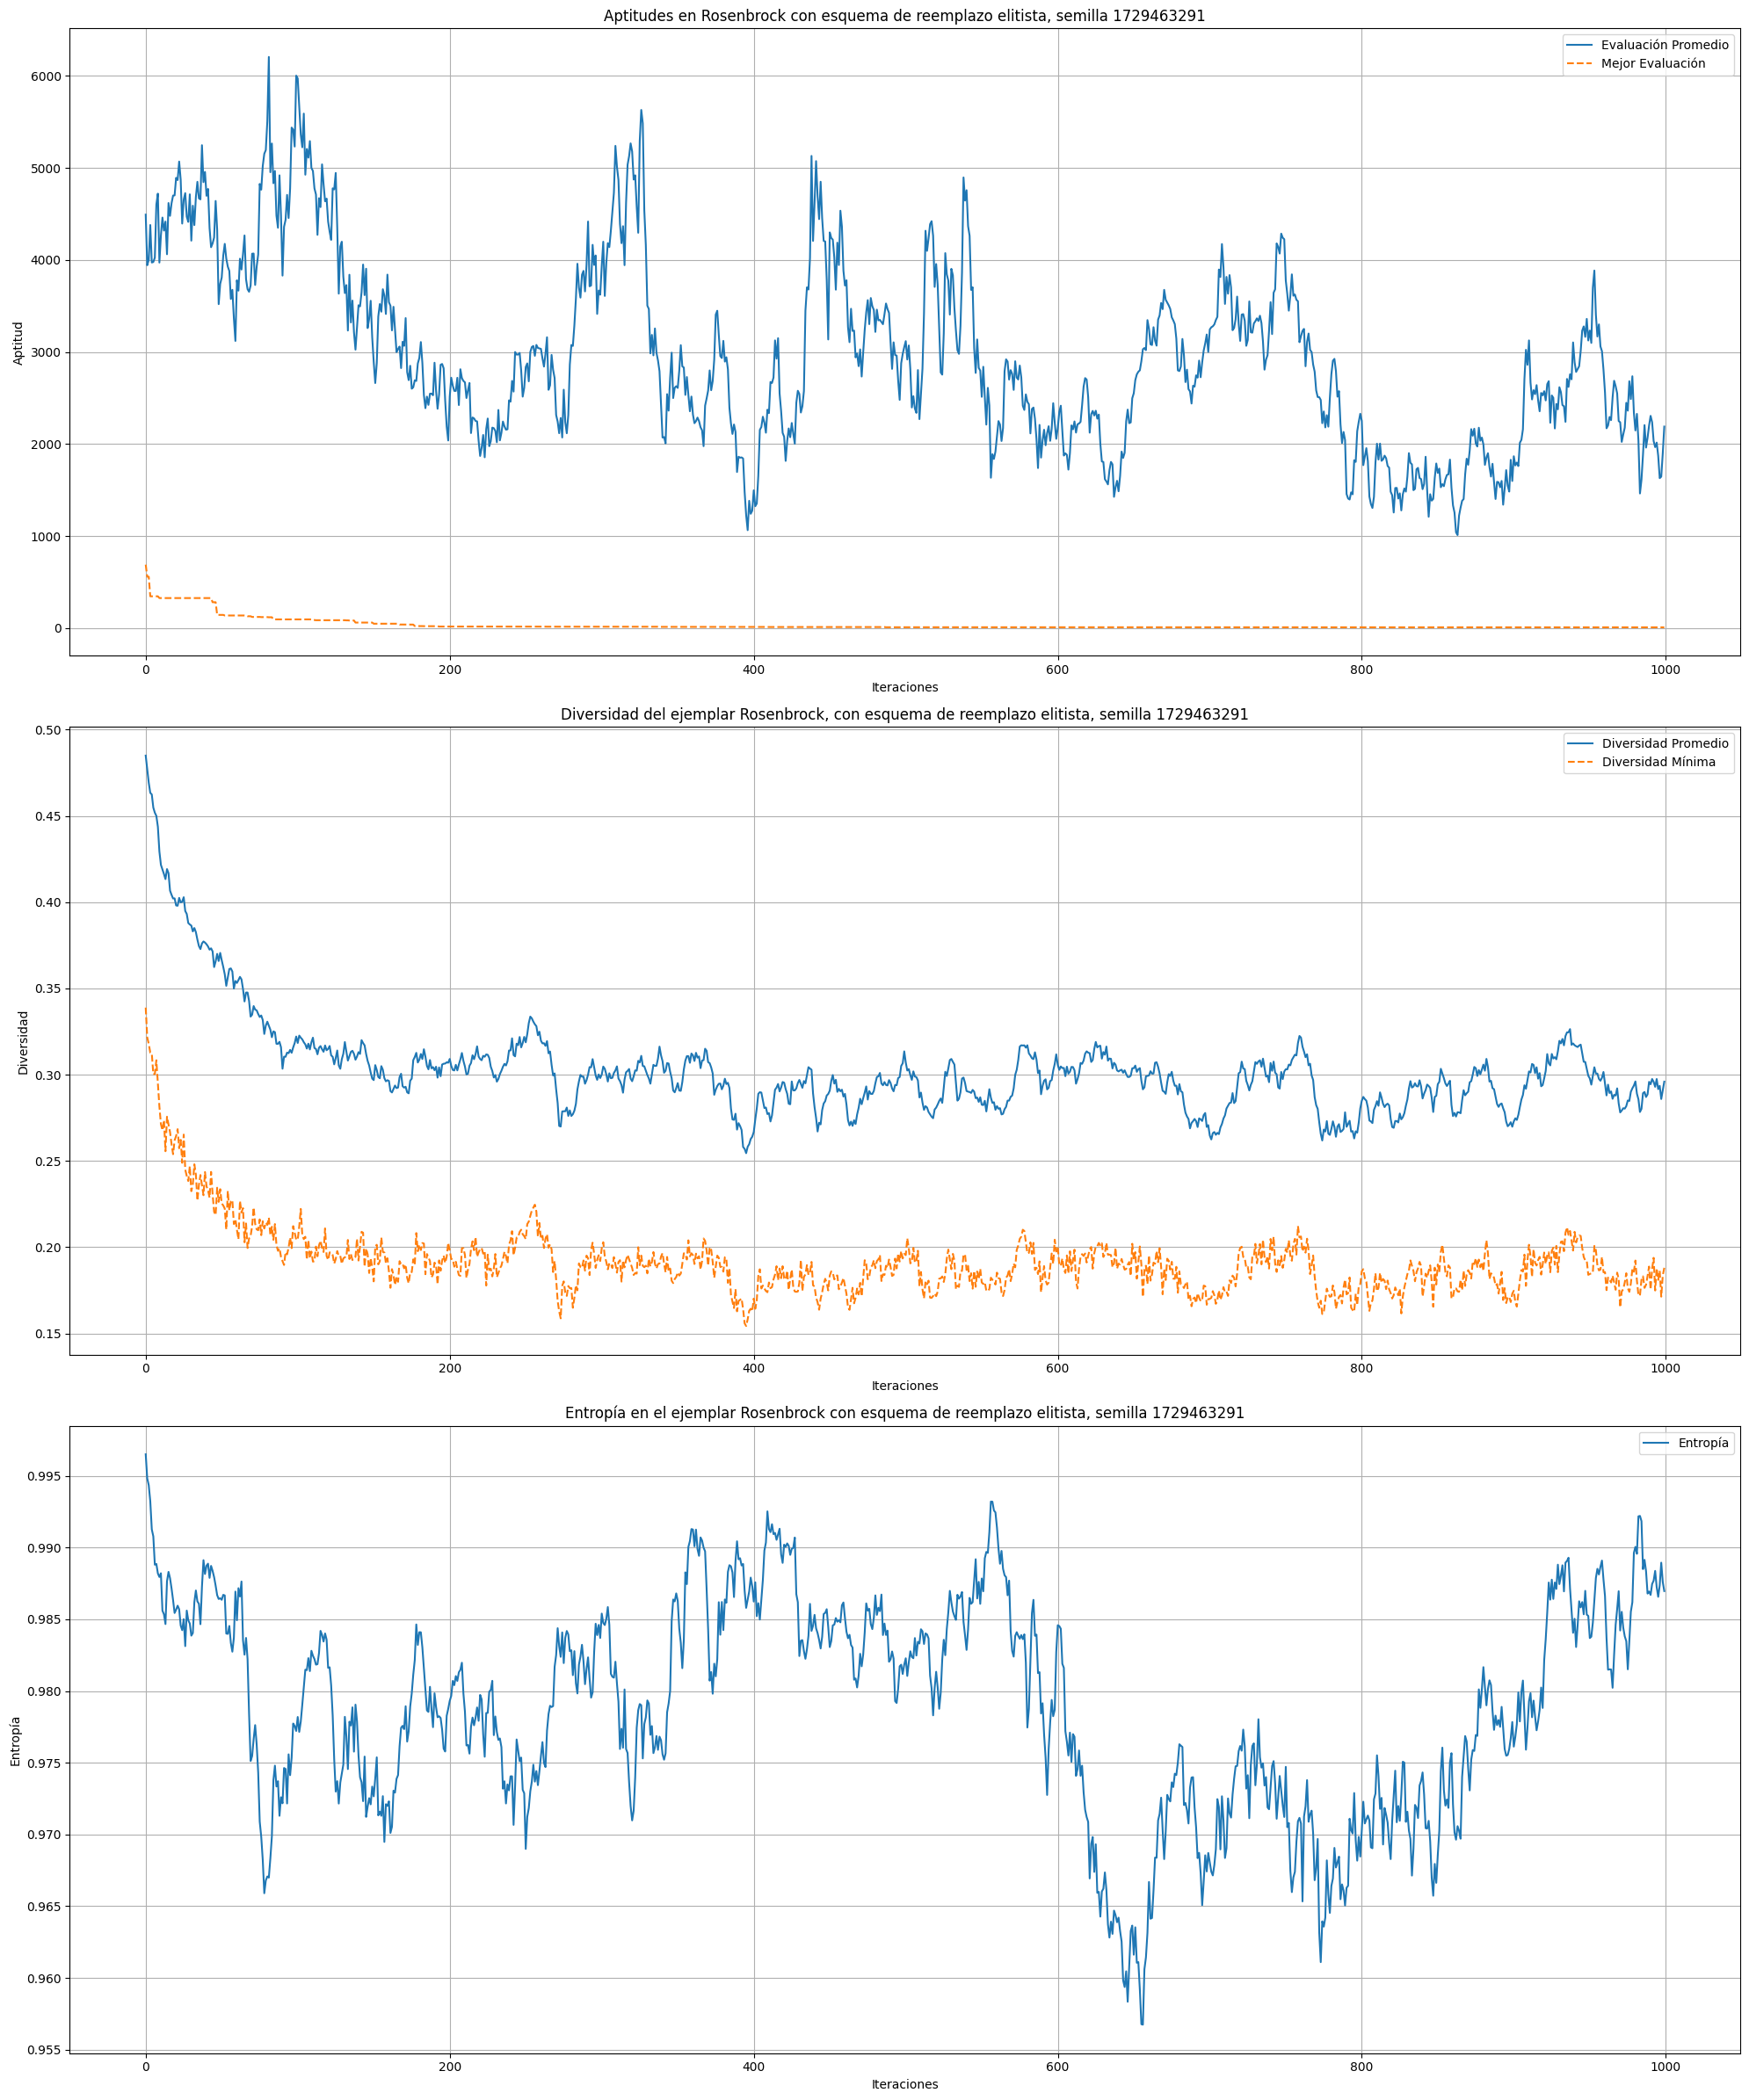 Aptitudes en Rosenbrock con esquema de reemplazo elitista, semilla 1729463291
Evaluación Promedio
Mejor Evaluación
6000
5000
4000
3000
2000
1000
0
Aptitud
0 200 400 600 800 1000
Iteraciones
Diversidad del ejemplar Rosenbrock, con esquema de reemplazo elitista, semilla 1729463291
Diversidad Promedio
Diversidad Mínima
0.50
0.45
0.40
0.35
0.30
0.25
0.20
0.15
Diversidad
0 200 400 600 800 1000
Iteraciones
Entropía en el ejemplar Rosenbrock con esquema de reemplazo elitista, semilla 1729463291
Entropía
0.995
0.990
0.985
0.980
0.975
0.970
0.965
0.960
0.955
Entropía
0 200 400 600 800 1000
Iteraciones